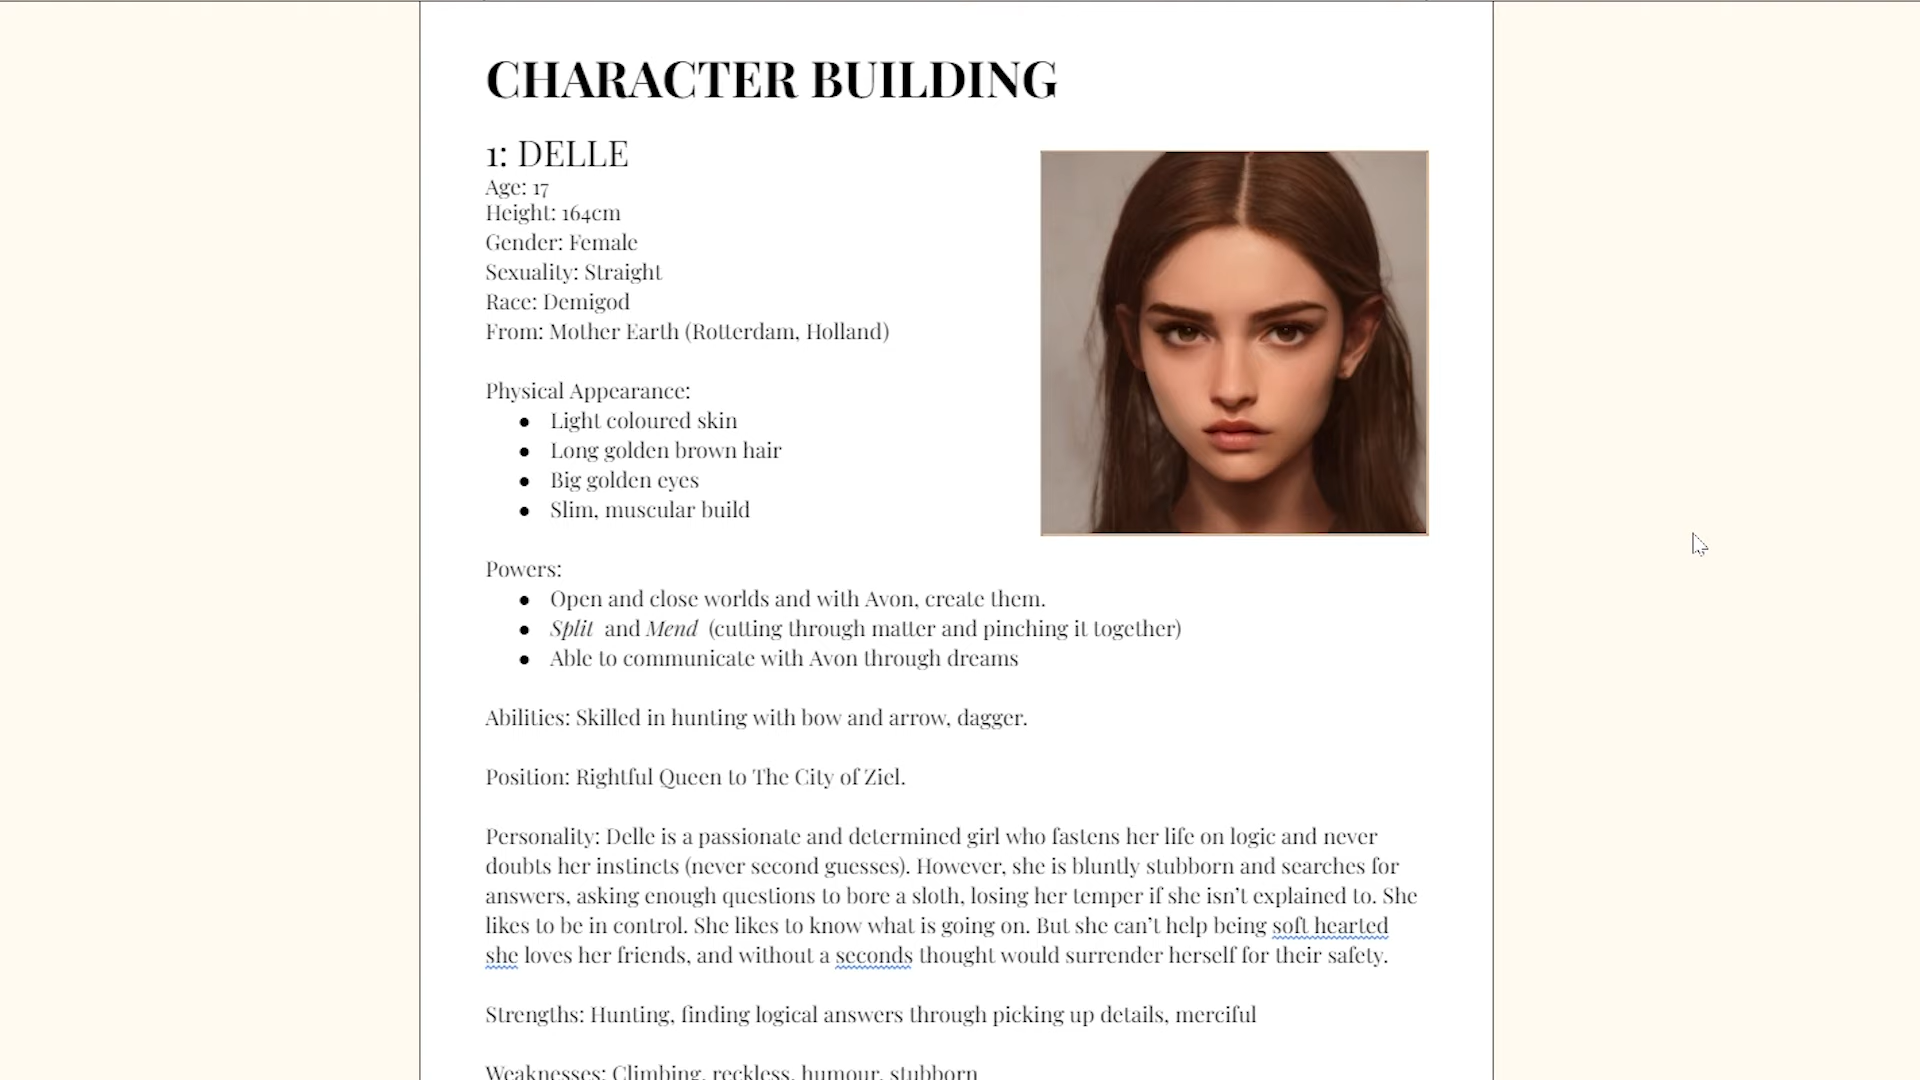 CHARACTER BUILDING
1: DELLE
Age: 17
Height: 164cm
Gender: Female
Sexuality: Straight
Race: Demigod
From: Mother Earth (Rotterdam, Holland)
Physical Appearance:
● Light coloured skin
● Long golden brown hair
● Big golden eyes
● Slim, muscular build
Powers:
● Open and close worlds and with Avon, create them.
● Split and Mend (cutting through matter and pinching it together)
● Able to communicate with Avon through dreams
Abilities: Skilled in hunting with bow and arrow, dagger.
Position: Rightful Queen to The City of Ziel.
Personality: Delle is a passionate and determined girl who fastens her life on logic and never
doubts her instincts (never second guesses). However, she is bluntly stubborn and searches for
answers, asking enough questions to bore a sloth, losing her temper if she isn’t explained to. She
likes to be in control. She likes to know what is going on. But she can’t help being soft hearted
she loves her friends, and without a seconds thought would surrender herself for their safety.
Strengths: Hunting, finding logical answers through picking up details, merciful
Weaknesses: Climbing, reckless, humour, stubborn